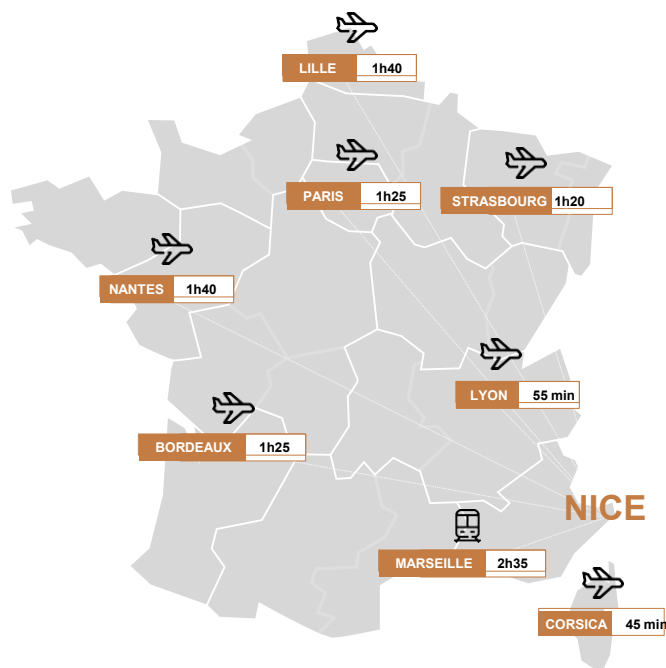 LILLE 1h40
PARIS 1h25
STRASBOURG 1h20
NANTES 1h40
LYON 55 min
BORDEAUX 1h25
NICE
MARSEILLE 2h35
CORSICA 45 min